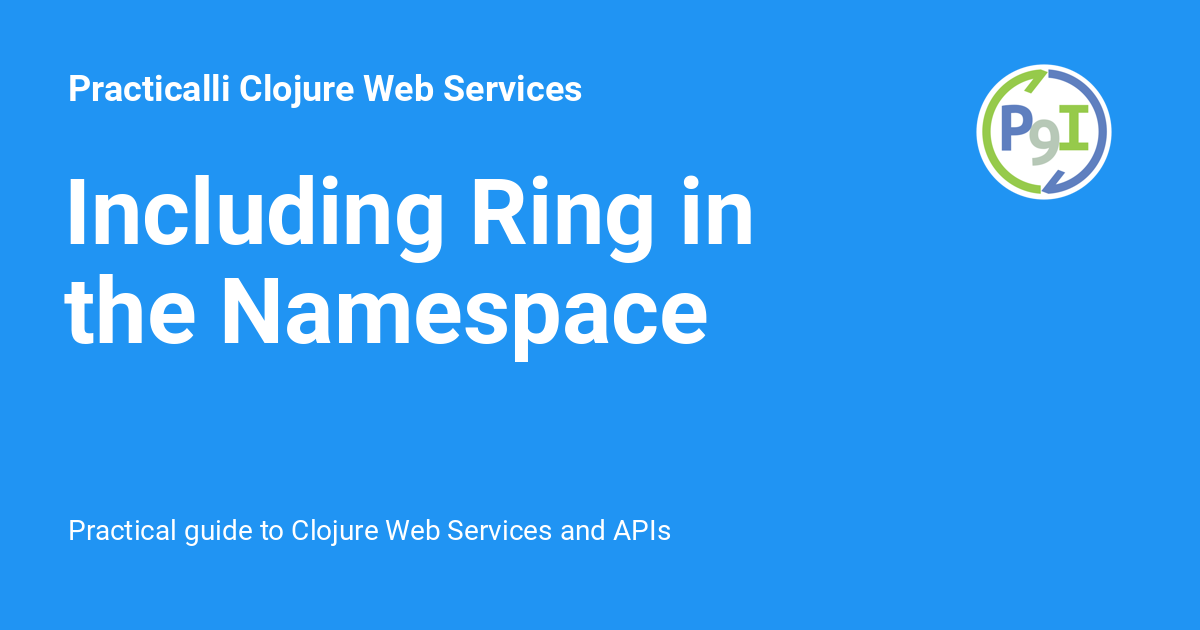 Practicalli Clojure Web Services
P9I
Including Ring in
the Namespace
Practical guide to Clojure Web Services and APIs